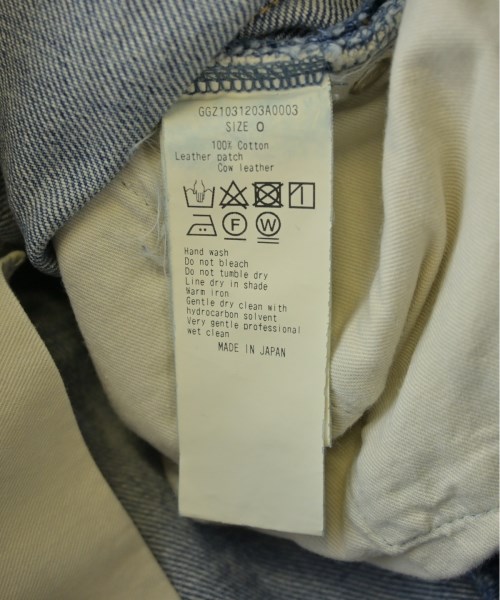 GGZ1031203A0003
SIZE 0
100% Cotton
Leather patch
Cow leather
F W
Hand wash
Do not bleach
Do not tumble dry
Line dry in shade
Warm iron
Gentle dry clean with
hydrocarbon solvent
Very gentle professional
wet clean
MADE IN JAPAN